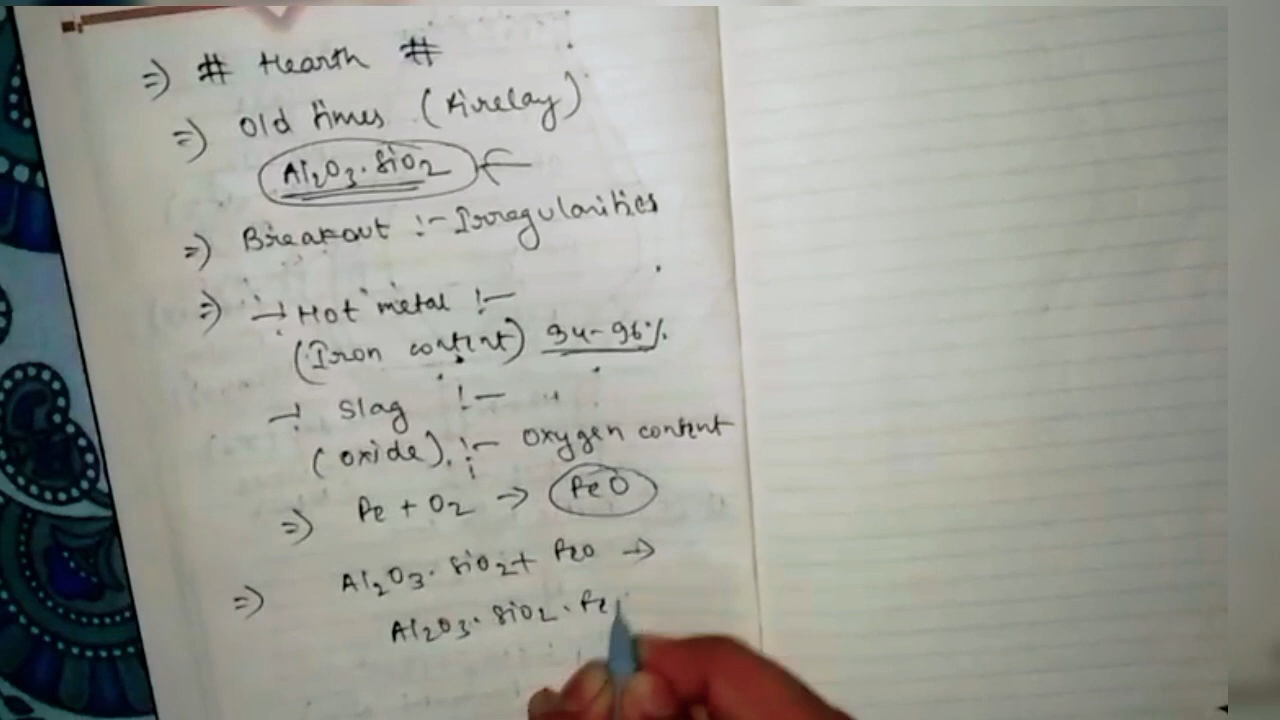 =) # Hearth #
=) Old times (Fireclay)
Al2O3.SiO2 ←
=) Breakout :- Irregularities
=) → Hot metal :-
(Iron content) 94-96%.
→ Slag :-
(oxide) :- Oxygen content
=) Fe + O2 → FeO
=) Al2O3. SiO2 + FeO →
Al2O3. SiO2 . Fe